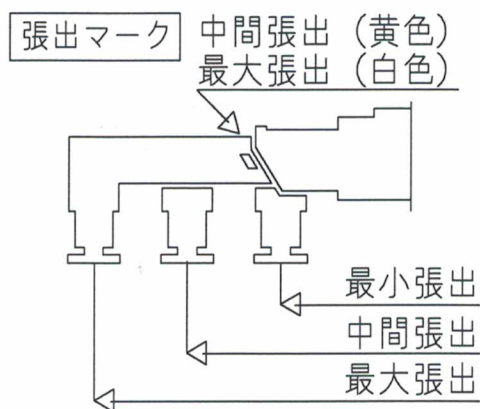 張出マーク
中間張出 (黄色)
最大張出 (白色)
最小張出
中間張出
最大張出